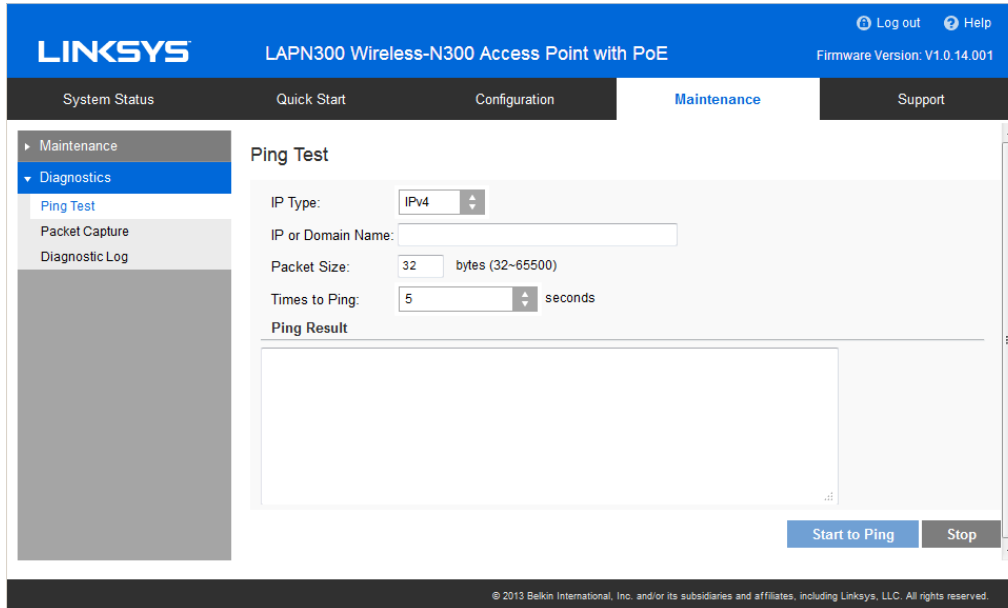 Log out Help
LINKSYS LAPN300 Wireless-N300 Access Point with PoE Firmware Version: V1.0.14.001
System Status Quick Start Configuration Maintenance Support
Maintenance
Diagnostics
Ping Test
Packet Capture
Diagnostic Log
Ping Test
IP Type: IPv4
IP or Domain Name:
Packet Size: 32 bytes (32~65500)
Times to Ping: 5 seconds
Ping Result
Start to Ping Stop
© 2013 Belkin International, Inc. and/or its subsidiaries and affiliates, including Linksys, LLC. All rights reserved.